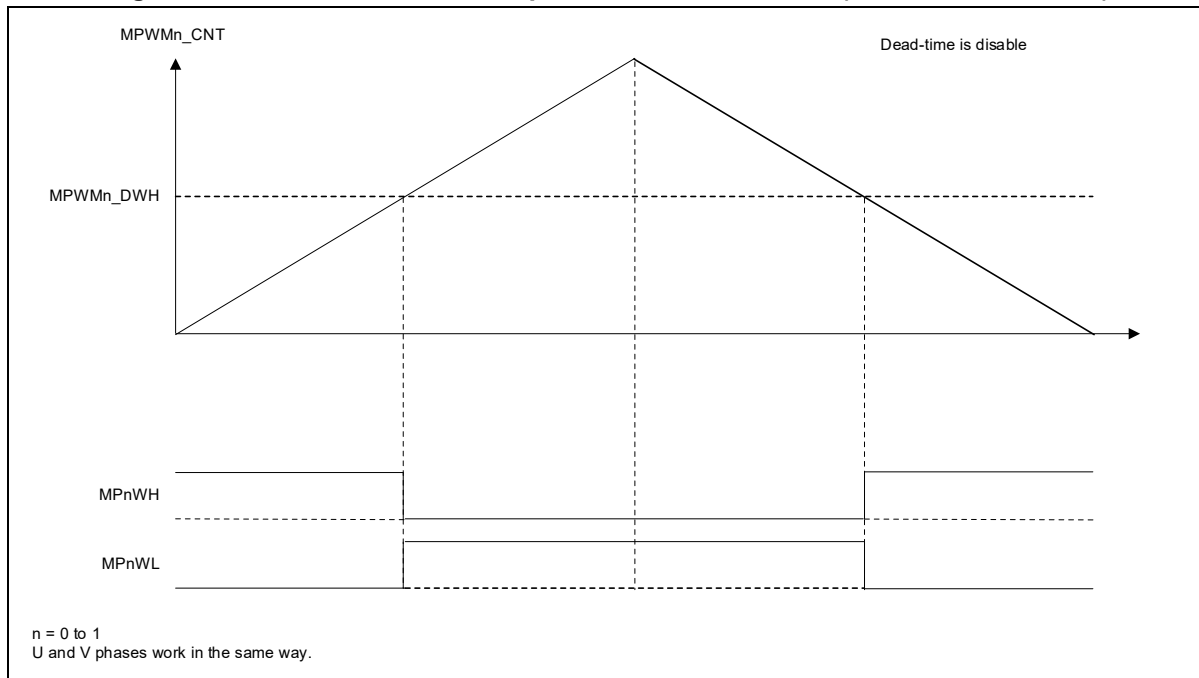 MPWMn_CNT
Dead-time is disable
MPWMn_DWH
MPnWH
MPnWL
n = 0 to 1
U and V phases work in the same way.